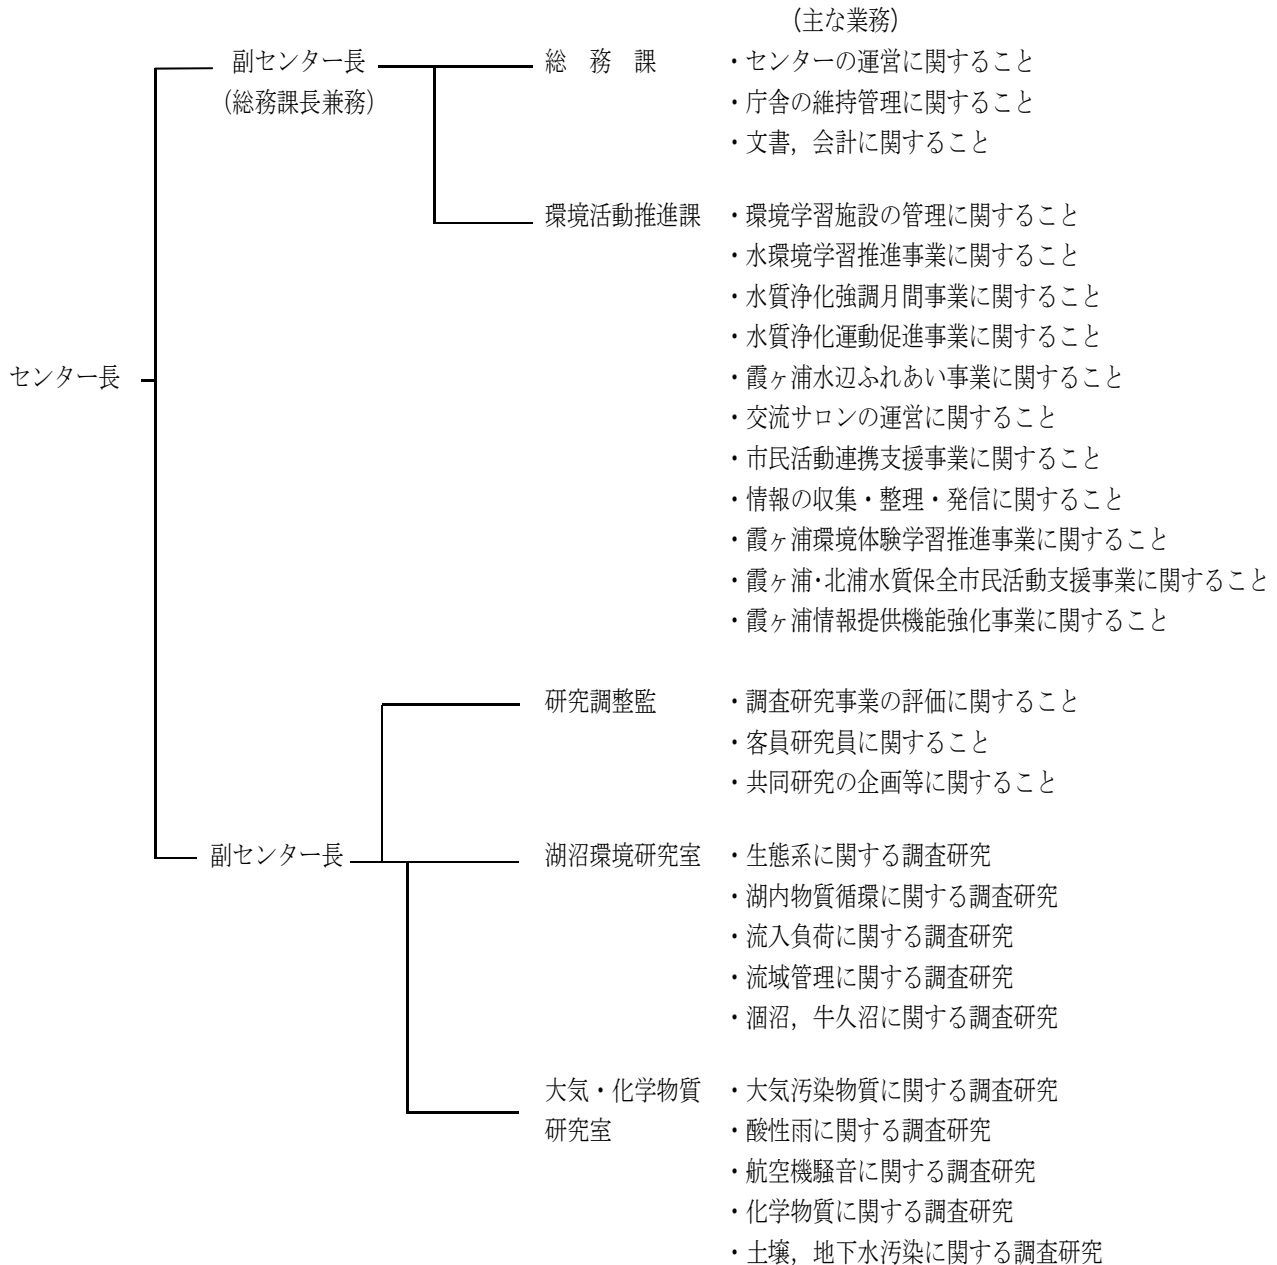 （主な業務）
副センター長
（総務課長兼務）
総　務　課
・センターの運営に関すること
・庁舎の維持管理に関すること
・文書，会計に関すること
環境活動推進課
・環境学習施設の管理に関すること
・水環境学習推進事業に関すること
・水質浄化強調月間事業に関すること
・水質浄化運動促進事業に関すること
・霞ヶ浦水辺ふれあい事業に関すること
・交流サロンの運営に関すること
・市民活動連携支援事業に関すること
・情報の収集・整理・発信に関すること
・霞ヶ浦環境体験学習推進事業に関すること
・霞ヶ浦・北浦水質保全市民活動支援事業に関すること
・霞ヶ浦情報提供機能強化事業に関すること
センター長
副センター長
研究調整監
・調査研究事業の評価に関すること
・客員研究員に関すること
・共同研究の企画等に関すること
湖沼環境研究室
・生態系に関する調査研究
・湖内物質循環に関する調査研究
・流入負荷に関する調査研究
・流域管理に関する調査研究
・涸沼，牛久沼に関する調査研究
大気・化学物質
研究室
・大気汚染物質に関する調査研究
・酸性雨に関する調査研究
・航空機騒音に関する調査研究
・化学物質に関する調査研究
・土壌，地下水汚染に関する調査研究